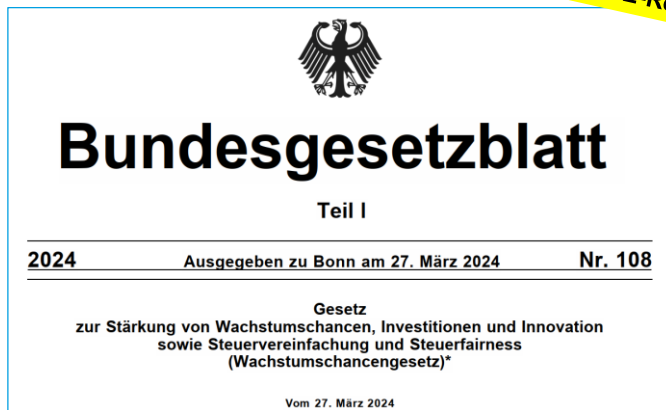 Bundesgesetzblatt
Teil I
2024 Ausgegeben zu Bonn am 27. März 2024 Nr. 108
Gesetz
zur Stärkung von Wachstumschancen, Investitionen und Innovation
sowie Steuervereinfachung und Steuerfairness
(Wachstumschancengesetz)*
Vom 27. März 2024